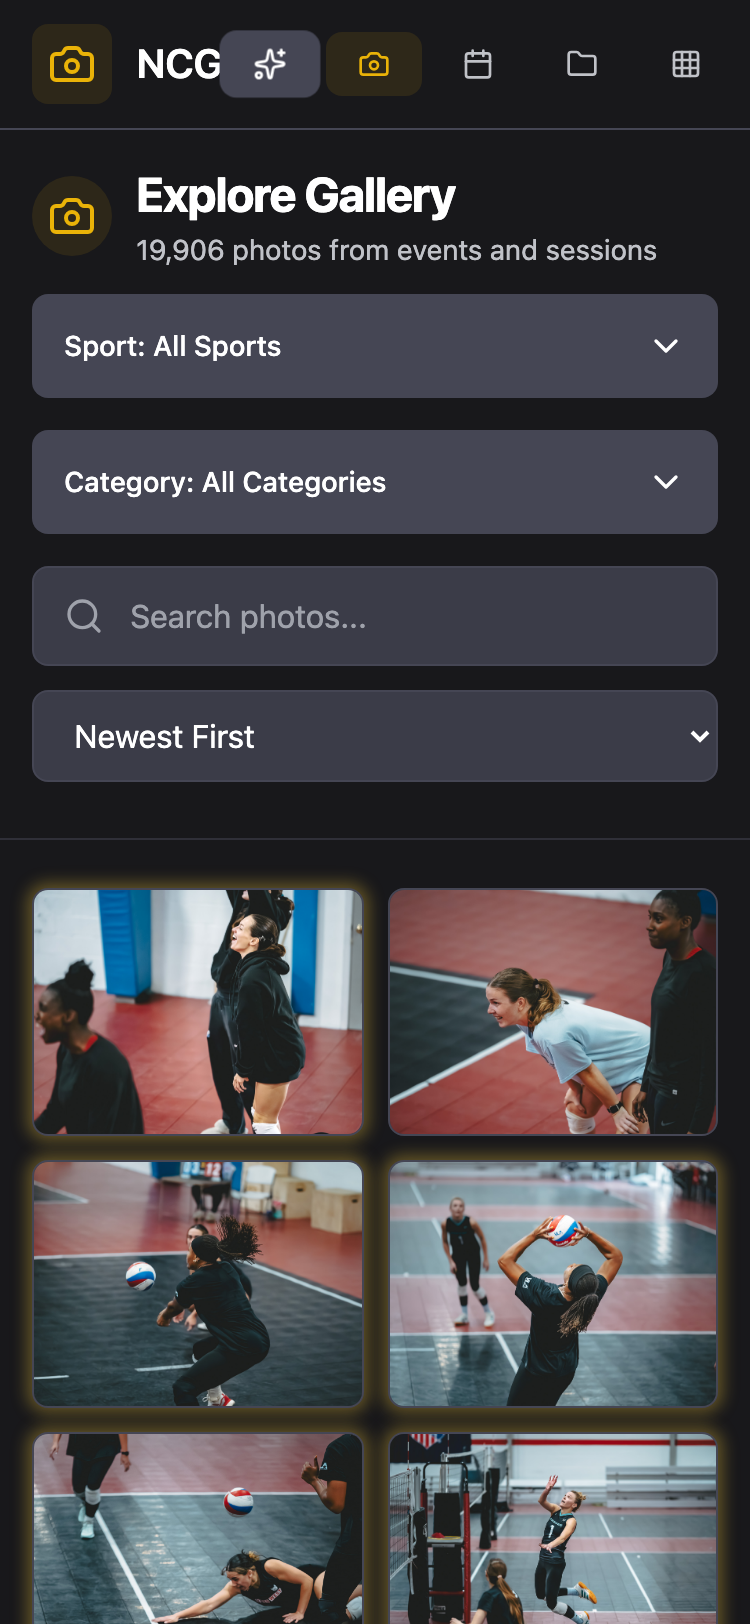 NCG
Explore Gallery
19,906 photos from events and sessions
Sport: All Sports
Category: All Categories
Search photos...
Newest First